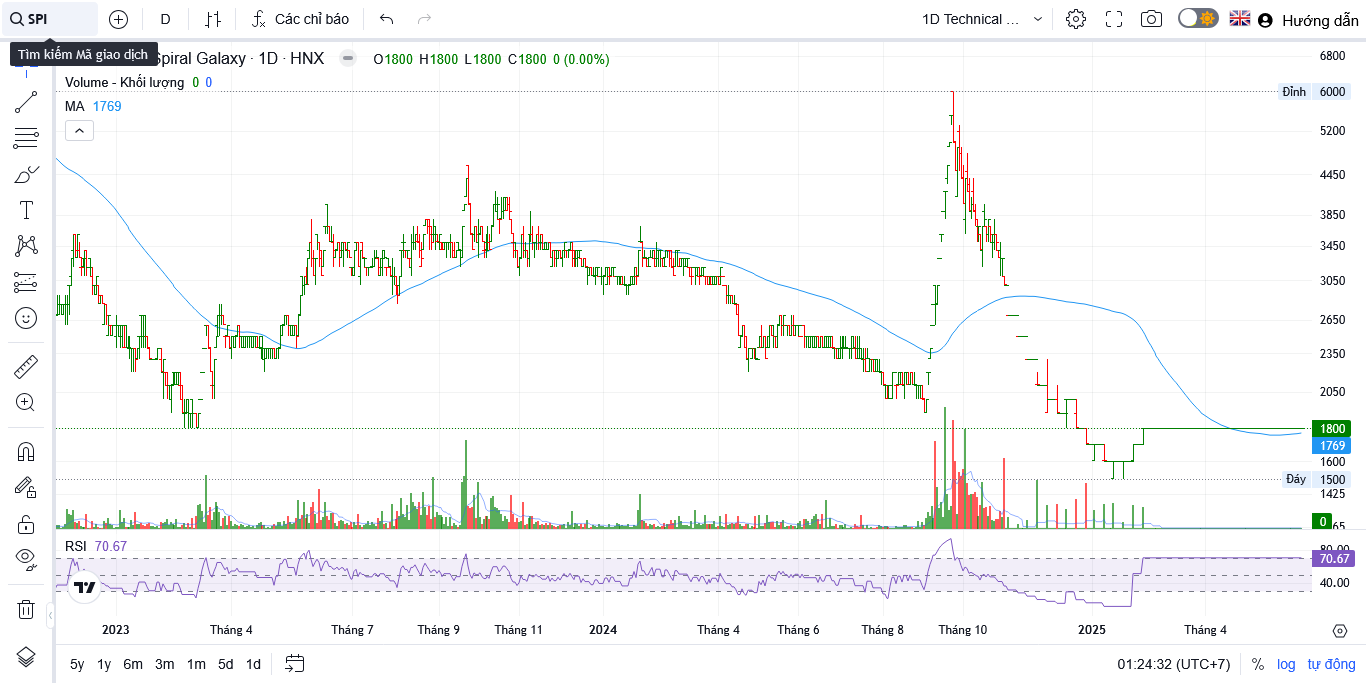 SPI
D
Các chỉ báo
1D Technical ...
Hướng dẫn
Tìm kiếm Mã giao dịch
Spiral Galaxy · 1D · HNX
O1800 H1800 L1800 C1800 0 (0.00%)
Volume - Khối lượng 0 0
MA 1769
6800
Đỉnh 6000
5200
4450
3850
3450
3050
2650
2350
2050
1800
1769
1600
Đáy 1500
1425
0
65
RSI 70.67
80.00
70.67
40.00
2023 Tháng 4 Tháng 7 Tháng 9 Tháng 11 2024 Tháng 4 Tháng 6 Tháng 8 Tháng 10 2025 Tháng 4
5y 1y 6m 3m 1m 5d 1d
01:24:32 (UTC+7) % log tự động